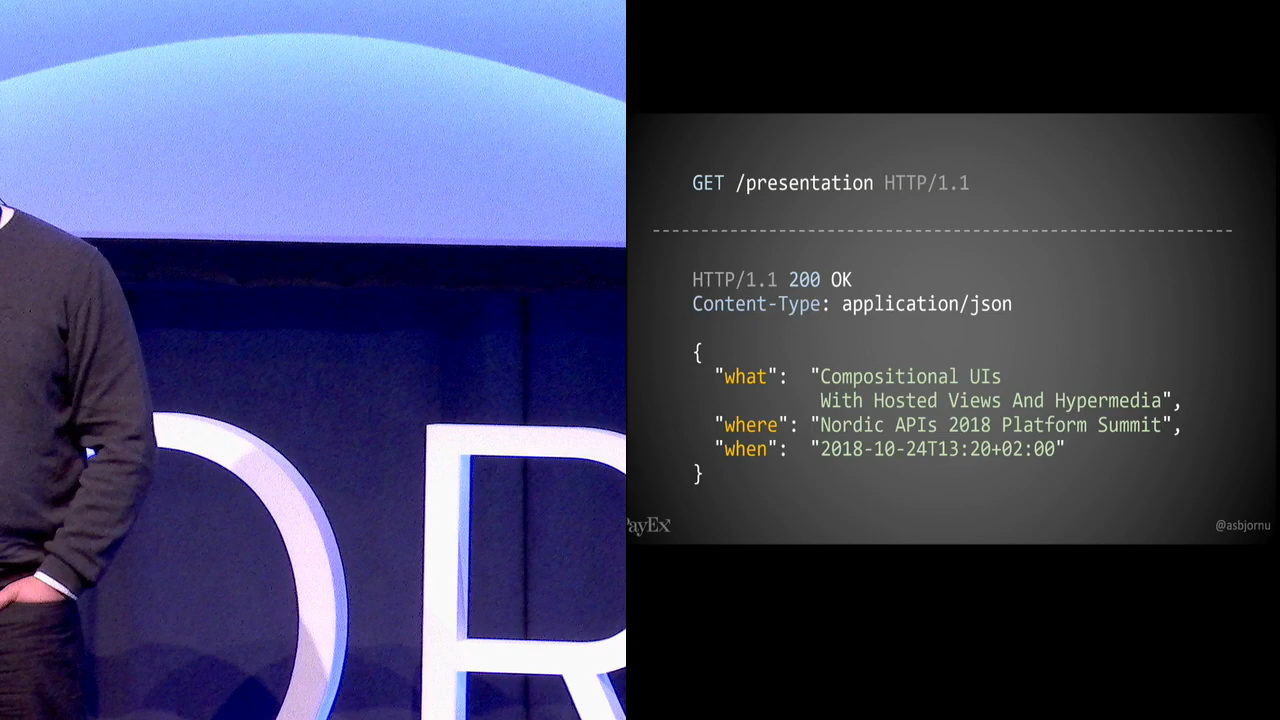 OR
GET /presentation HTTP/1.1
HTTP/1.1 200 OK
Content-Type: application/json
{
"what": "Compositional UIs
With Hosted Views And Hypermedia",
"where": "Nordic APIs 2018 Platform Summit",
"when": "2018-10-24T13:20+02:00"
}
PayEx
@asbjornu